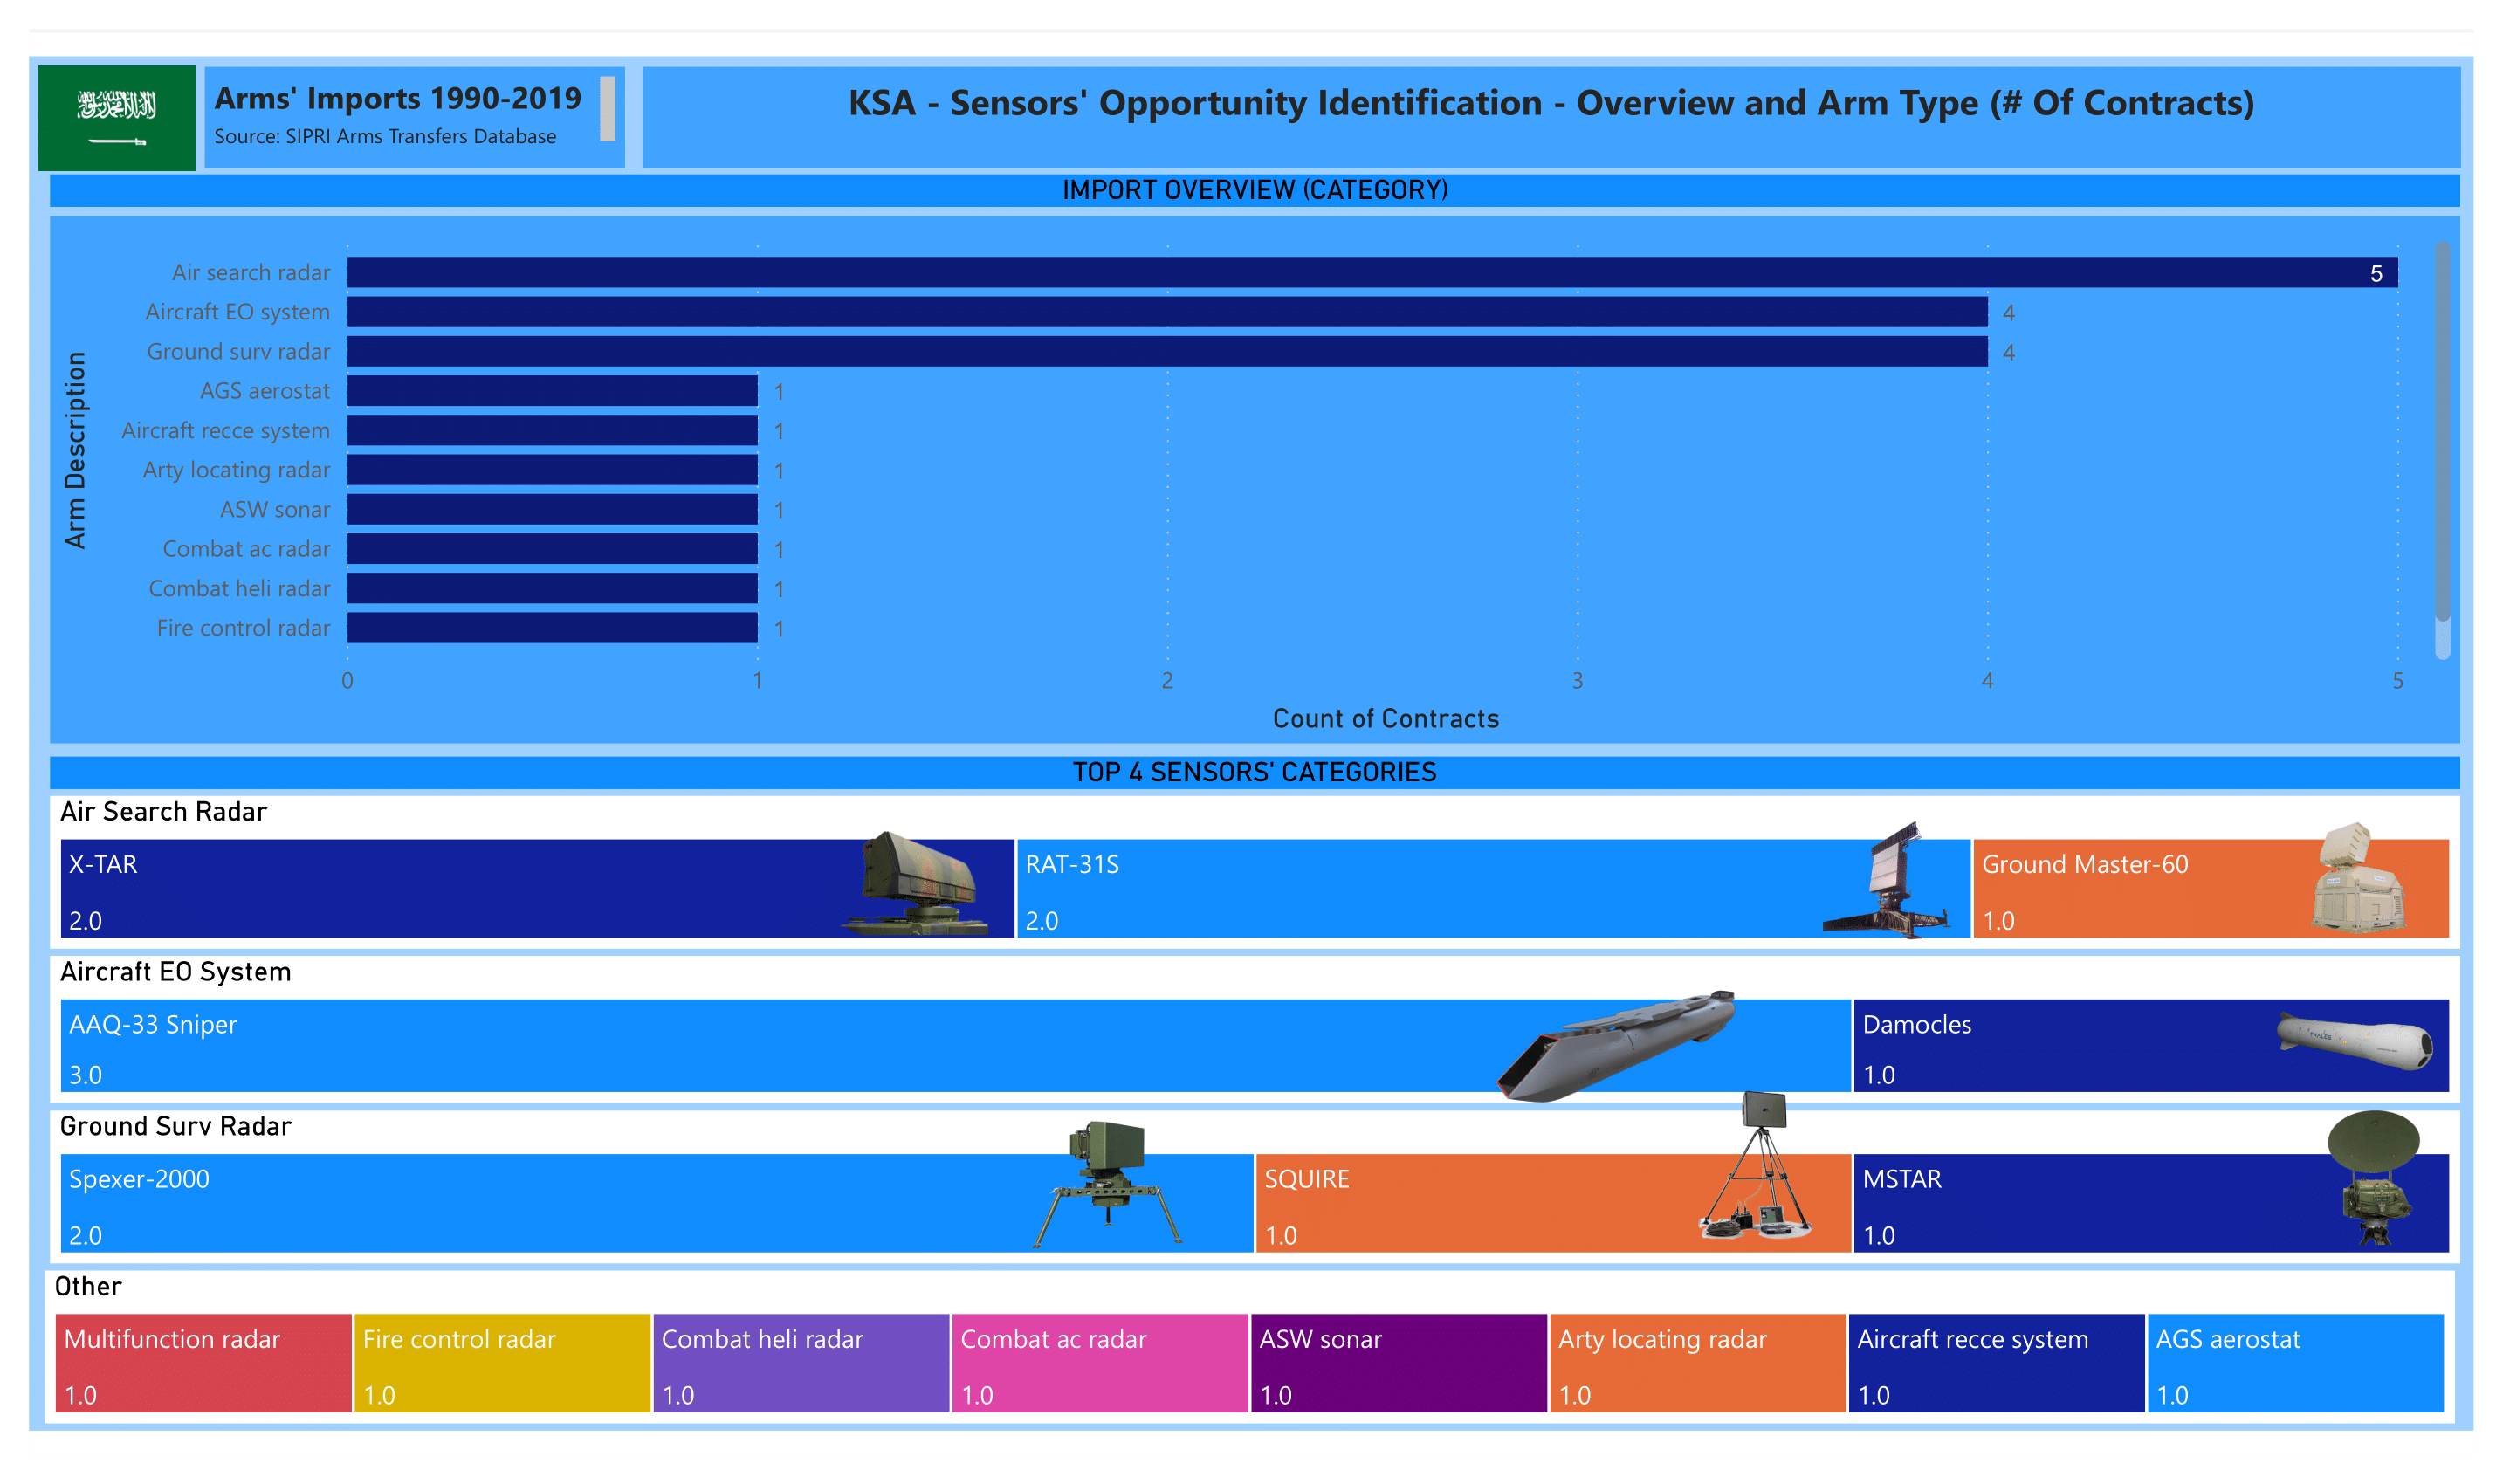 Arms' Imports 1990-2019
Source: SIPRI Arms Transfers Database
KSA - Sensors' Opportunity Identification - Overview and Arm Type (# Of Contracts)
IMPORT OVERVIEW (CATEGORY)
Arm Description
Air search radar
5
Aircraft EO system
4
Ground surv radar
4
AGS aerostat
1
Aircraft recce system
1
Arty locating radar
1
ASW sonar
1
Combat ac radar
1
Combat heli radar
1
Fire control radar
1
0 1 2 3 4 5
Count of Contracts
TOP 4 SENSORS' CATEGORIES
Air Search Radar
X-TAR
2.0
RAT-31S
2.0
Ground Master-60
1.0
Aircraft EO System
AAQ-33 Sniper
3.0
Damocles
1.0
THALES
Ground Surv Radar
Spexer-2000
2.0
SQUIRE
1.0
MSTAR
1.0
Other
Multifunction radar
1.0
Fire control radar
1.0
Combat heli radar
1.0
Combat ac radar
1.0
ASW sonar
1.0
Arty locating radar
1.0
Aircraft recce system
1.0
AGS aerostat
1.0